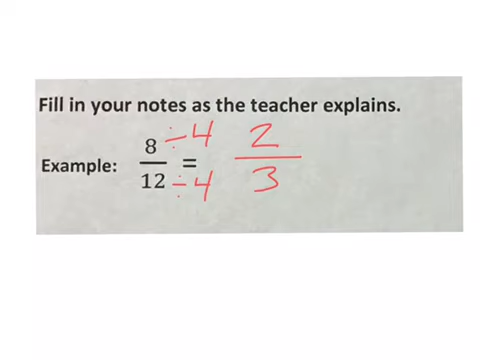 Fill in your notes as the teacher explains.
8 ÷4 2
Example: =
12 ÷4 3